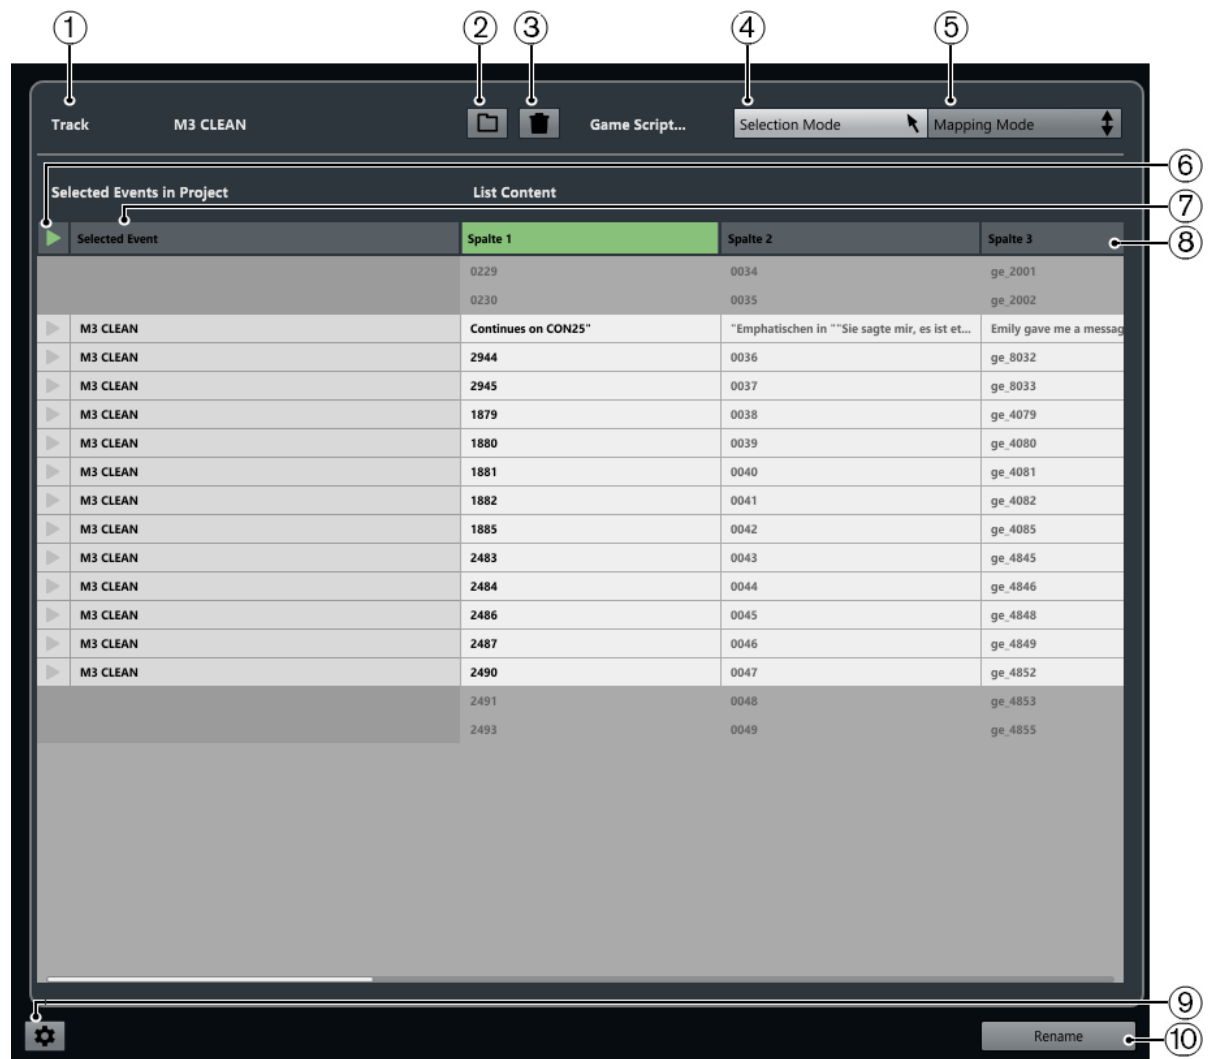 ① ② ③ ④ ⑤
Track M3 CLEAN Game Script... Selection Mode Mapping Mode
⑥
Selected Events in Project List Content
⑦
Selected Event Spalte 1 Spalte 2 Spalte 3
⑧
0229 0034 ge_2001
0230 0035 ge_2002
M3 CLEAN Continues on CON25" "Emphatischen in ""Sie sagte mir, es ist et... Emily gave me a messag
M3 CLEAN 2944 0036 ge_8032
M3 CLEAN 2945 0037 ge_8033
M3 CLEAN 1879 0038 ge_4079
M3 CLEAN 1880 0039 ge_4080
M3 CLEAN 1881 0040 ge_4081
M3 CLEAN 1882 0041 ge_4082
M3 CLEAN 1885 0042 ge_4085
M3 CLEAN 2483 0043 ge_4845
M3 CLEAN 2484 0044 ge_4846
M3 CLEAN 2486 0045 ge_4848
M3 CLEAN 2487 0046 ge_4849
M3 CLEAN 2490 0047 ge_4852
2491 0048 ge_4853
2493 0049 ge_4855
⑨
Rename
⑩